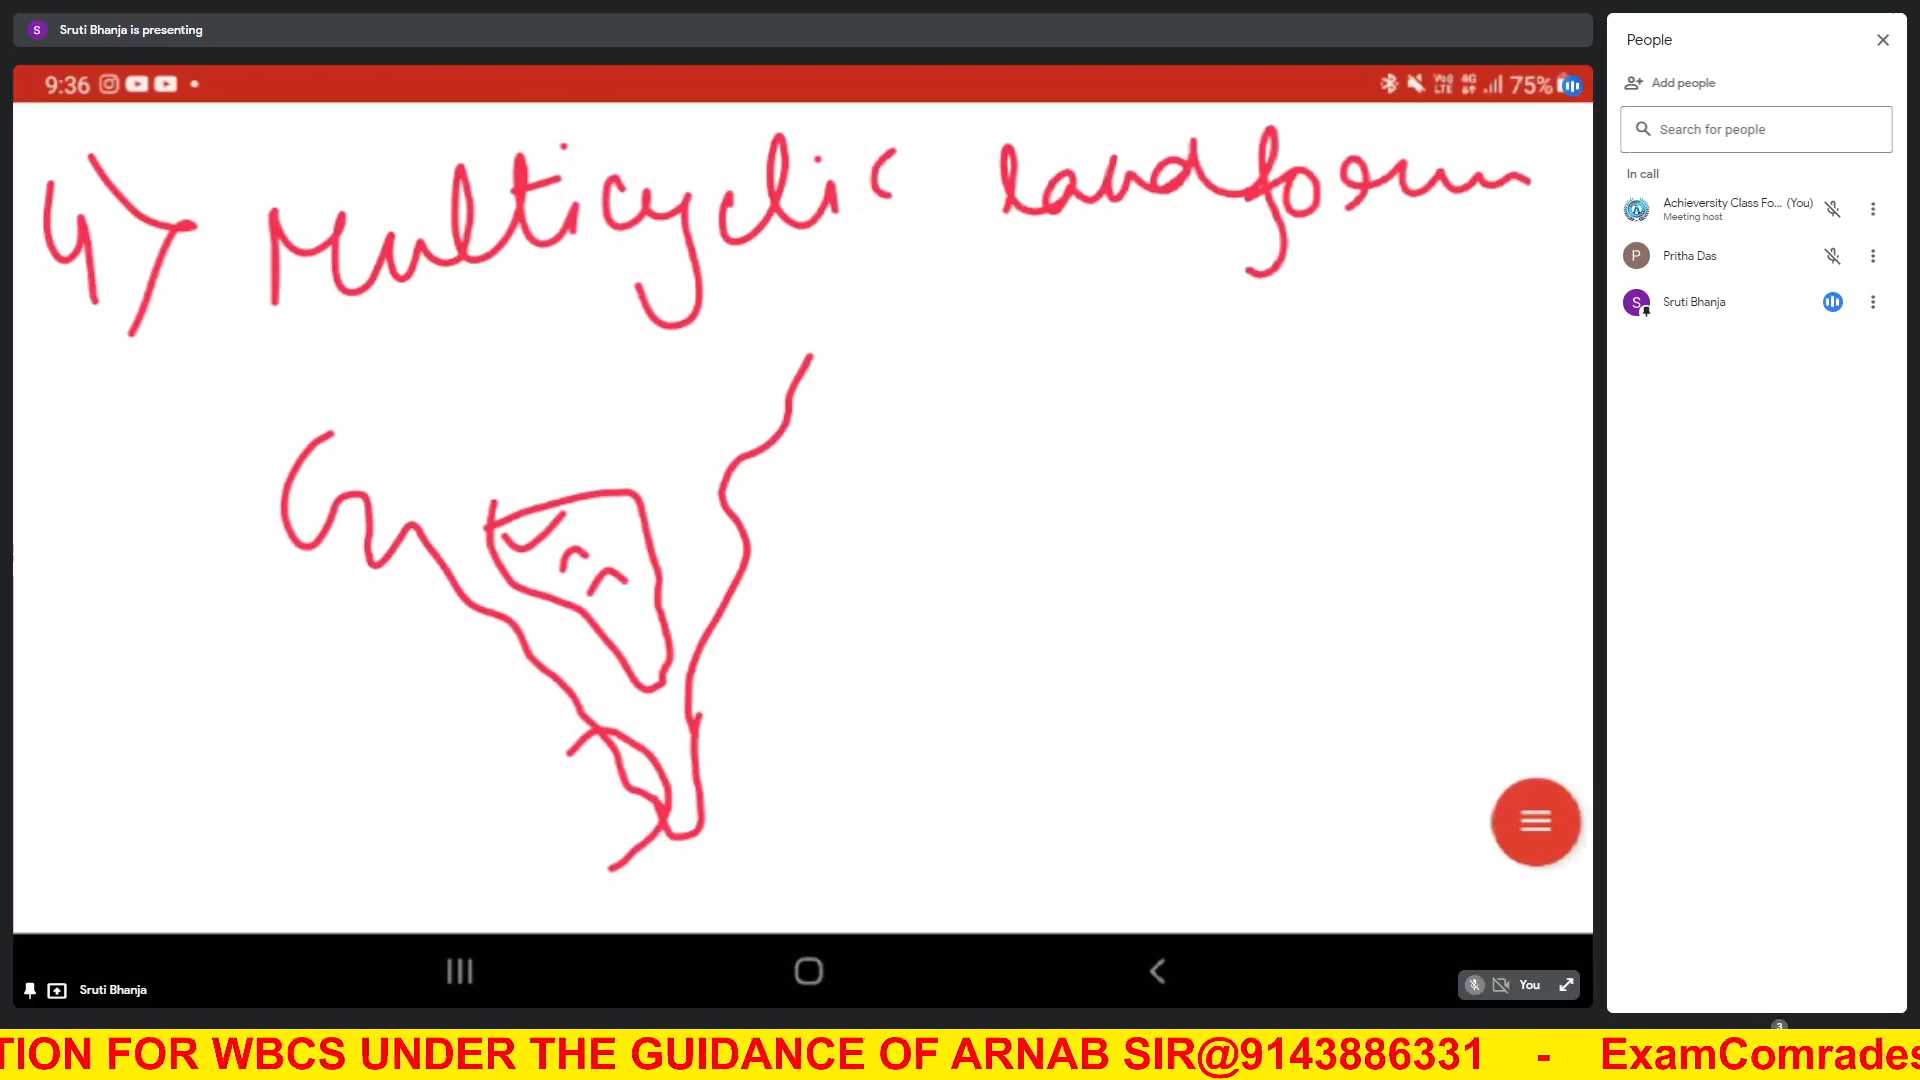 Sruti Bhanja is presenting
9:36
75%
4) Multicyclic landform
Sruti Bhanja
You
People
Add people
Search for people
In call
Achieversity Class Fo... (You)
Meeting host
Pritha Das
Sruti Bhanja
3
TION FOR WBCS UNDER THE GUIDANCE OF ARNAB SIR@9143886331 - ExamComrades